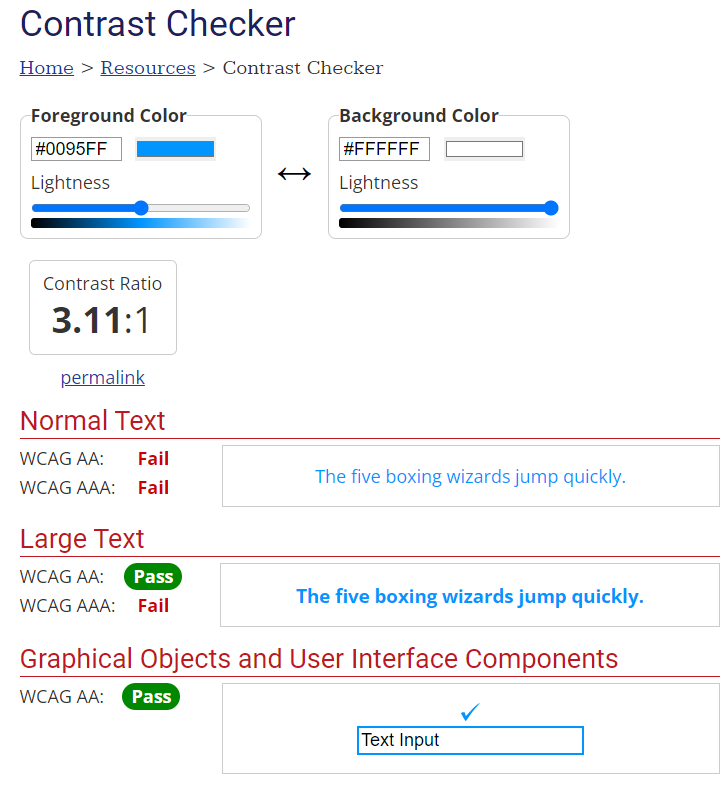 Contrast Checker
Home > Resources > Contrast Checker
Foreground Color
#0095FF
Lightness
Background Color
#FFFFFF
Lightness
Contrast Ratio
3.11:1
permalink
Normal Text
WCAG AA: Fail
WCAG AAA: Fail
The five boxing wizards jump quickly.
Large Text
WCAG AA: Pass
WCAG AAA: Fail
The five boxing wizards jump quickly.
Graphical Objects and User Interface Components
WCAG AA: Pass
Text Input